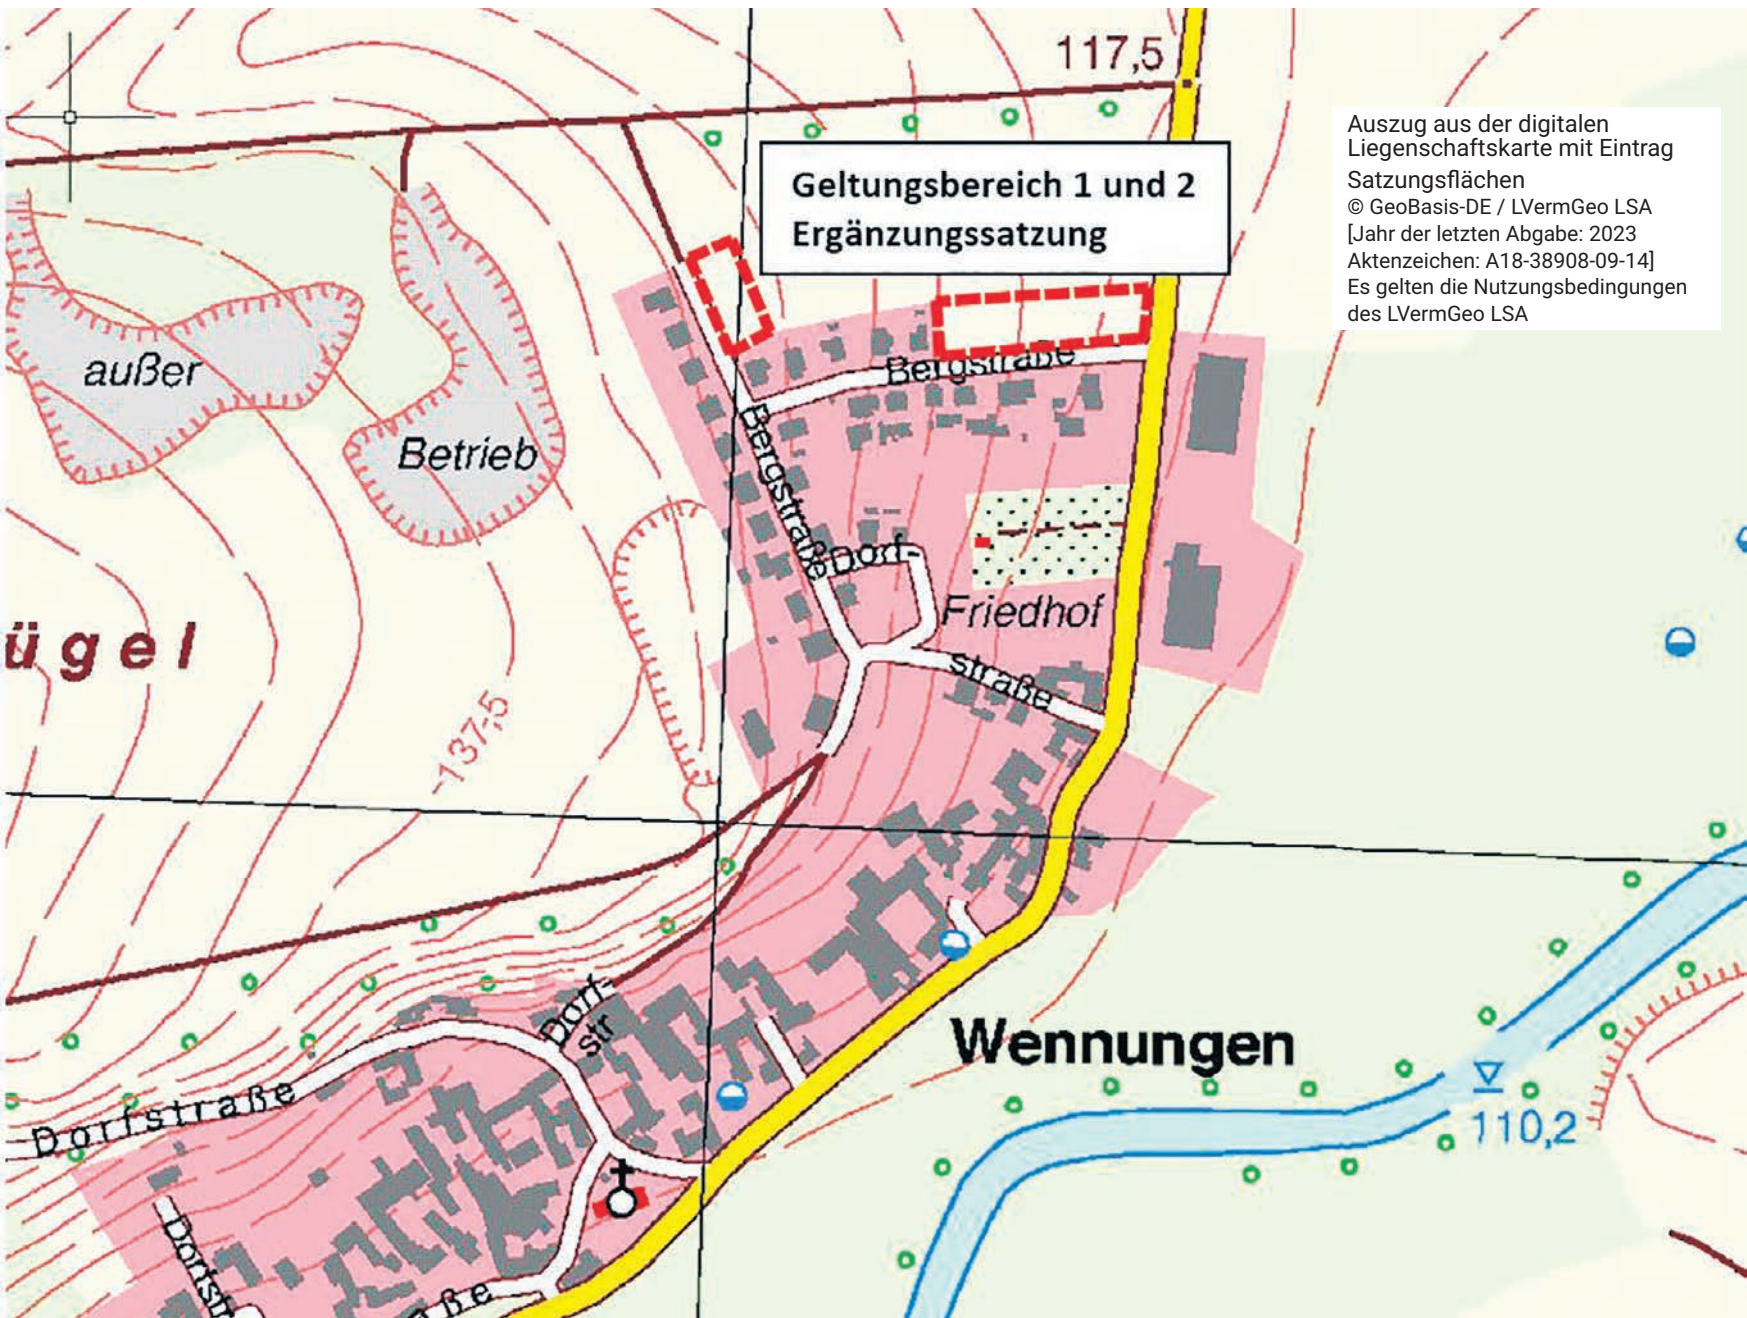 117,5
Auszug aus der digitalen
Liegenschaftskarte mit Eintrag
Satzungsflächen
© GeoBasis-DE / LVermGeo LSA
[Jahr der letzten Abgabe: 2023
Aktenzeichen: A18-38908-09-14]
Es gelten die Nutzungsbedingungen
des LVermGeo LSA
Geltungsbereich 1 und 2
Ergänzungssatzung
außer
Betrieb
Bergstraße
Bergstraße
Dorf-
Friedhof
straße
ügel
137,5
Dorf-
str
Wennungen
Dorfstraße
110,2
Dorfstr
aße